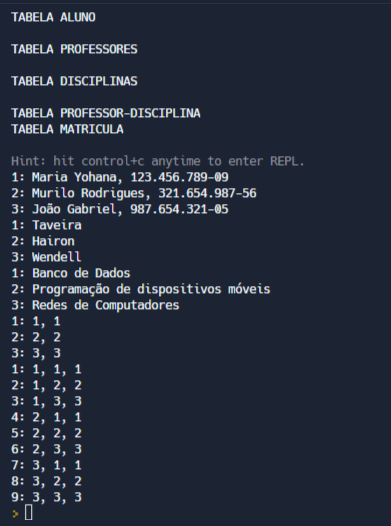 TABELA ALUNO
TABELA PROFESSORES
TABELA DISCIPLINAS
TABELA PROFESSOR-DISCIPLINA
TABELA MATRICULA
Hint: hit control+c anytime to enter REPL.
1: Maria Yohana, 123.456.789-09
2: Murilo Rodrigues, 321.654.987-56
3: João Gabriel, 987.654.321-05
1: Taveira
2: Hairon
3: Wendell
1: Banco de Dados
2: Programação de dispositivos móveis
3: Redes de Computadores
1: 1, 1
2: 2, 2
3: 3, 3
1: 1, 1, 1
2: 1, 2, 2
3: 1, 3, 3
4: 2, 1, 1
5: 2, 2, 2
6: 2, 3, 3
7: 3, 1, 1
8: 3, 2, 2
9: 3, 3, 3
>